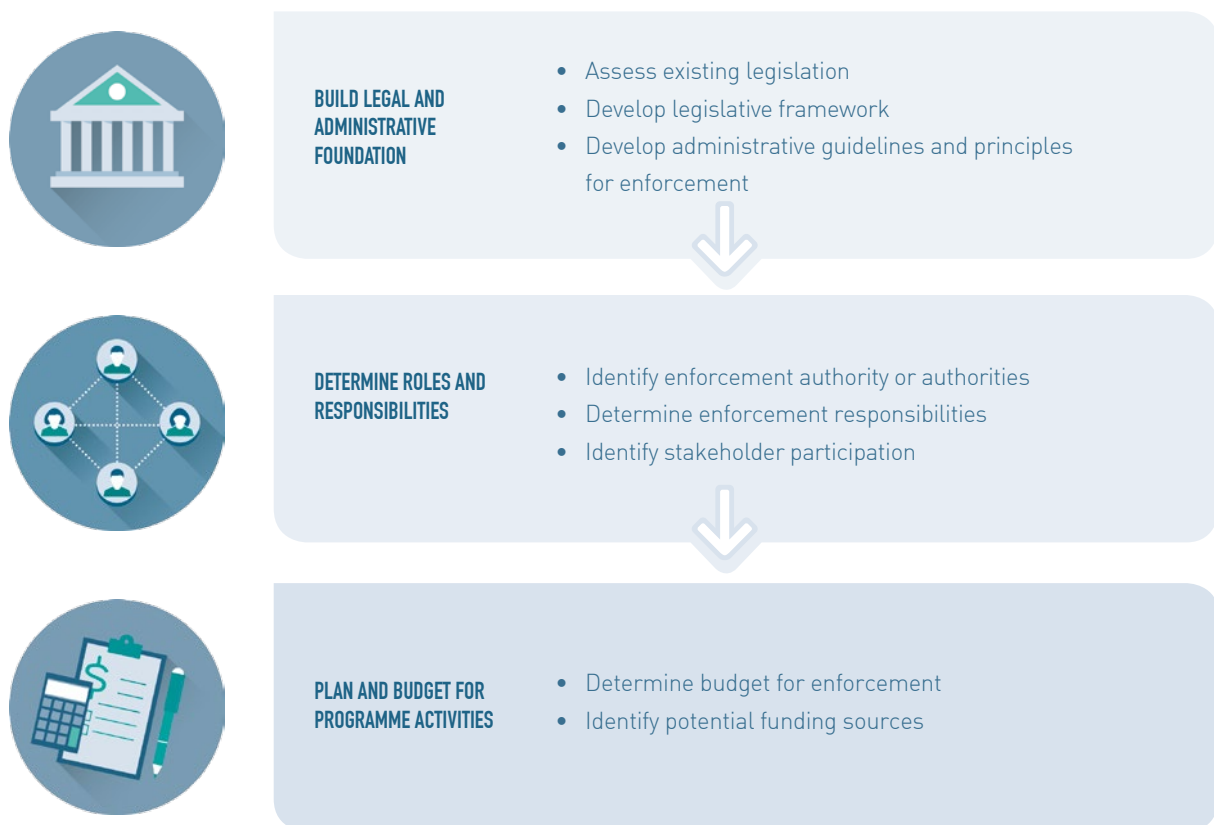 BUILD LEGAL AND
ADMINISTRATIVE
FOUNDATION
• Assess existing legislation
• Develop legislative framework
• Develop administrative guidelines and principles
for enforcement
DETERMINE ROLES AND
RESPONSIBILITIES
• Identify enforcement authority or authorities
• Determine enforcement responsibilities
• Identify stakeholder participation
$
PLAN AND BUDGET FOR
PROGRAMME ACTIVITIES
• Determine budget for enforcement
• Identify potential funding sources